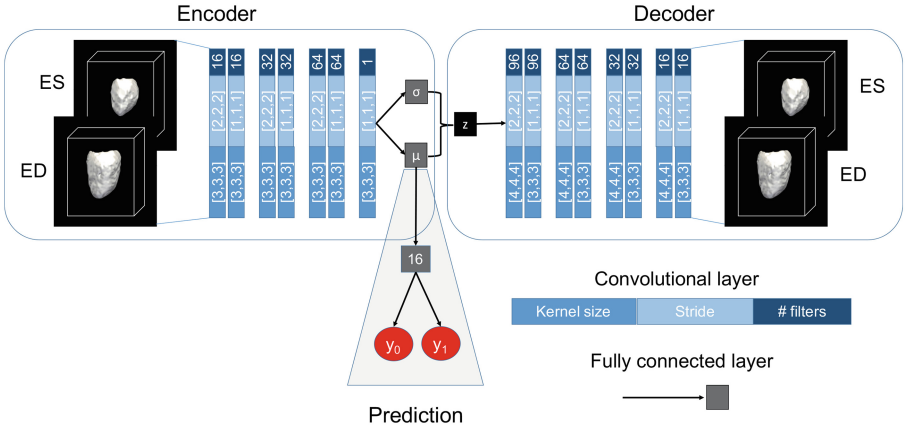 Encoder
Decoder
ES
ED
16 16 32 32 64 64 1
[2,2,2] [1,1,1] [2,2,2] [1,1,1] [2,2,2] [1,1,1] [1,1,1]
[3,3,3] [3,3,3] [3,3,3] [3,3,3] [3,3,3] [3,3,3] [3,3,3]
σ
μ
z
96 96 64 64 32 32 16 16
[2,2,2] [1,1,1] [2,2,2] [1,1,1] [2,2,2] [1,1,1] [2,2,2] [1,1,1]
[4,4,4] [3,3,3] [4,4,4] [3,3,3] [4,4,4] [3,3,3] [4,4,4] [3,3,3]
ES
ED
16
y₀ y₁
Prediction
Convolutional layer
Kernel size Stride # filters
Fully connected layer